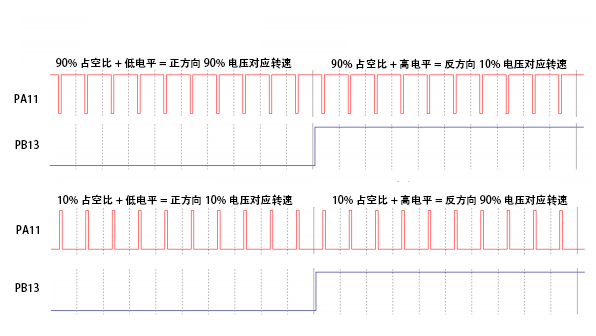 90% 占空比 + 低电平 = 正方向 90% 电压对应转速
90% 占空比 + 高电平 = 反方向 10% 电压对应转速
PA11
PB13
10% 占空比 + 低电平 = 正方向 10% 电压对应转速
10% 占空比 + 高电平 = 反方向 90% 电压对应转速
PA11
PB13